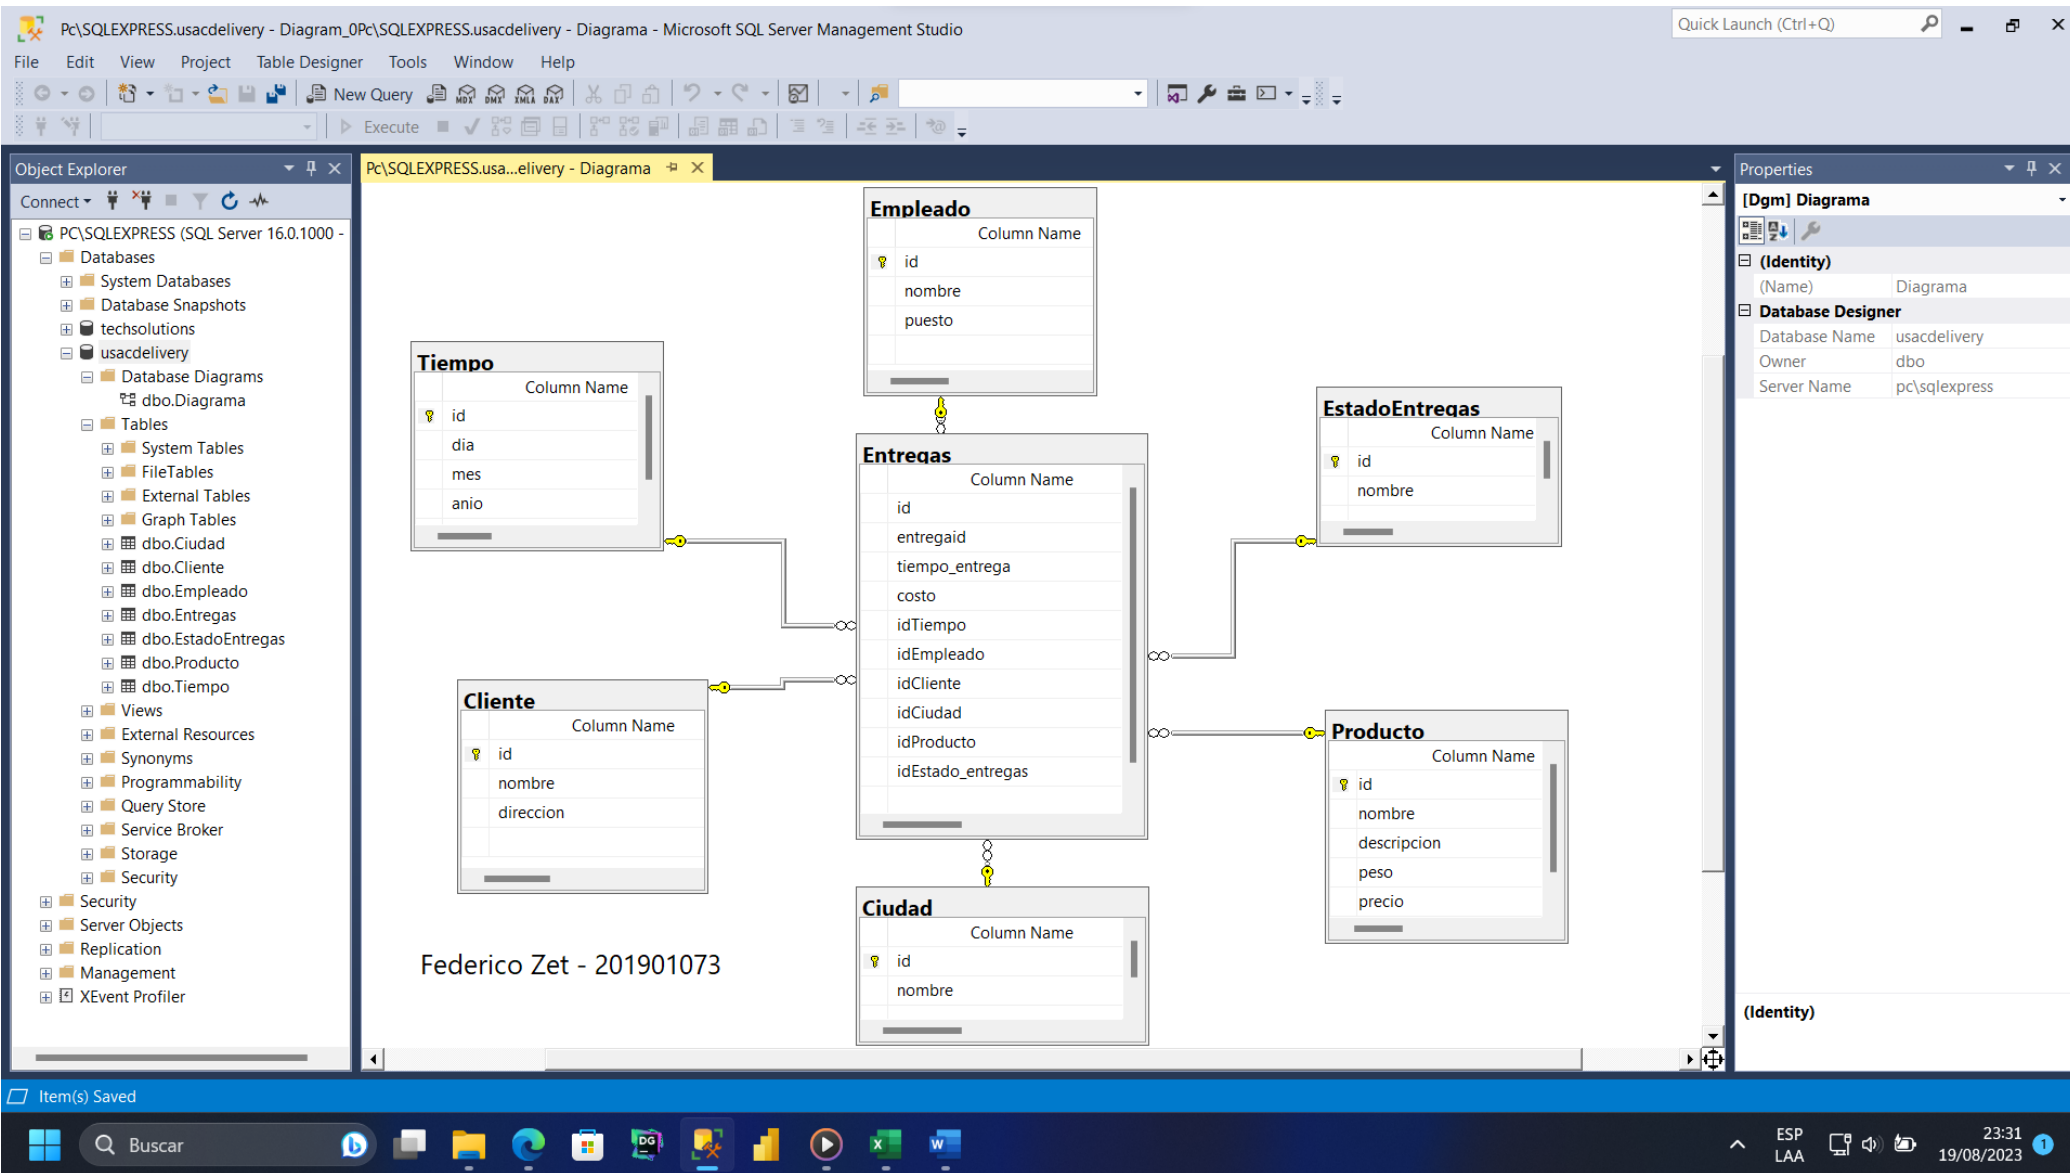 Pc\SQLEXPRESS.usacdelivery - Diagram_0Pc\SQLEXPRESS.usacdelivery - Diagrama - Microsoft SQL Server Management Studio
Quick Launch (Ctrl+Q)
File Edit View Project Table Designer Tools Window Help
New Query MDX DMX XMLA DAX
Execute
Object Explorer
Connect
PC\SQLEXPRESS (SQL Server 16.0.1000 -
Databases
System Databases
Database Snapshots
techsolutions
usacdelivery
Database Diagrams
dbo.Diagrama
Tables
System Tables
FileTables
External Tables
Graph Tables
dbo.Ciudad
dbo.Cliente
dbo.Empleado
dbo.Entregas
dbo.EstadoEntregas
dbo.Producto
dbo.Tiempo
Views
External Resources
Synonyms
Programmability
Query Store
Service Broker
Storage
Security
Security
Server Objects
Replication
Management
XEvent Profiler
Pc\SQLEXPRESS.usa...elivery - Diagrama
Empleado
Column Name
id
nombre
puesto
Tiempo
Column Name
id
dia
mes
anio
EstadoEntregas
Column Name
id
nombre
Entregas
Column Name
id
entregaid
tiempo_entrega
costo
idTiempo
idEmpleado
idCliente
idCiudad
idProducto
idEstado_entregas
Cliente
Column Name
id
nombre
direccion
Producto
Column Name
id
nombre
descripcion
peso
precio
Ciudad
Column Name
id
nombre
Federico Zet - 201901073
Properties
[Dgm] Diagrama
(Identity)
(Name) Diagrama
Database Designer
Database Name usacdelivery
Owner dbo
Server Name pc\sqlexpress
(Identity)
Item(s) Saved
Buscar
DG
ESP
LAA
23:31
19/08/2023
1